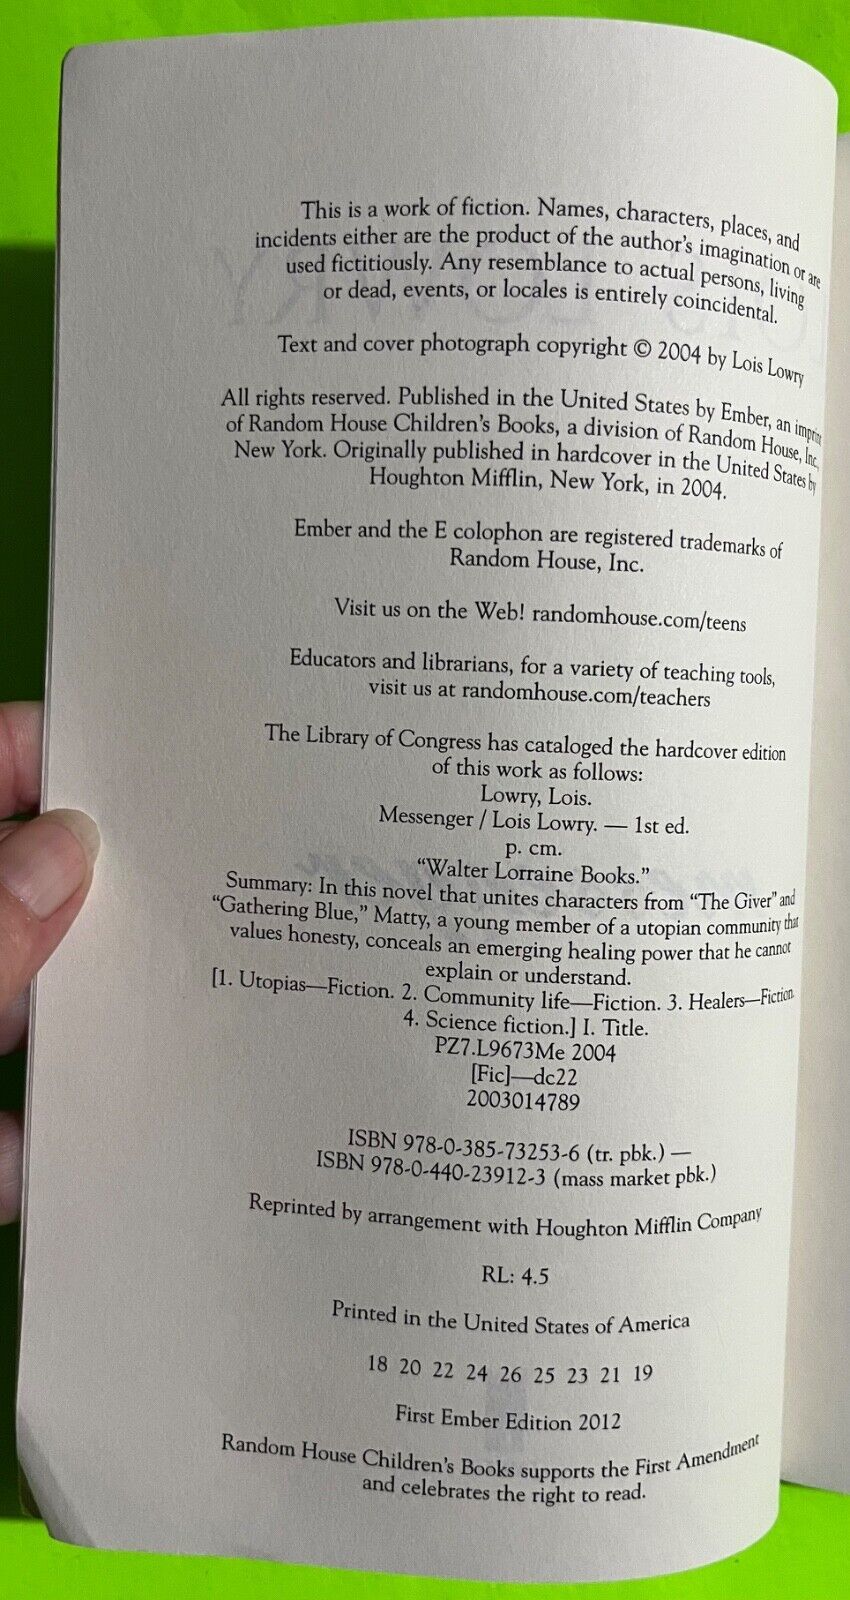 This is a work of fiction. Names, characters, places, and
incidents either are the product of the author's imagination or are
used fictitiously. Any resemblance to actual persons, living
or dead, events, or locales is entirely coincidental.
Text and cover photograph copyright © 2004 by Lois Lowry
All rights reserved. Published in the United States by Ember, an imprint
of Random House Children's Books, a division of Random House, Inc.,
New York. Originally published in hardcover in the United States by
Houghton Mifflin, New York, in 2004.
Ember and the E colophon are registered trademarks of
Random House, Inc.
Visit us on the Web! randomhouse.com/teens
Educators and librarians, for a variety of teaching tools,
visit us at randomhouse.com/teachers
The Library of Congress has cataloged the hardcover edition
of this work as follows:
Lowry, Lois.
Messenger / Lois Lowry. — 1st ed.
p. cm.
“Walter Lorraine Books.”
Summary: In this novel that unites characters from “The Giver” and
“Gathering Blue,” Matty, a young member of a utopian community that
values honesty, conceals an emerging healing power that he cannot
explain or understand.
[1. Utopias—Fiction. 2. Community life—Fiction. 3. Healers—Fiction.
4. Science fiction.] I. Title.
PZ7.L9673Me 2004
[Fic]—dc22
2003014789
ISBN 978-0-385-73253-6 (tr. pbk.) —
ISBN 978-0-440-23912-3 (mass market pbk.)
Reprinted by arrangement with Houghton Mifflin Company
RL: 4.5
Printed in the United States of America
18 20 22 24 26 25 23 21 19
First Ember Edition 2012
Random House Children's Books supports the First Amendment
and celebrates the right to read.